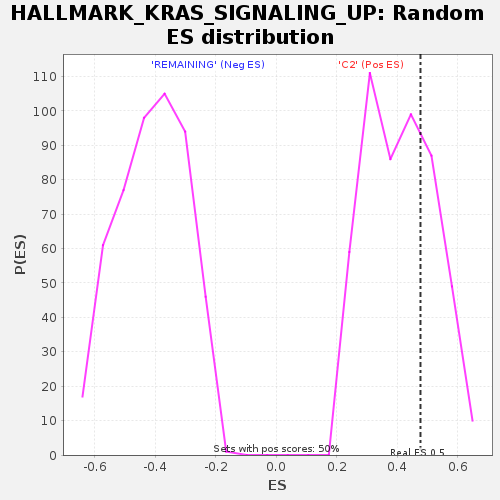 HALLMARK_KRAS_SIGNALING_UP: Random
ES distribution
'REMAINING' (Neg ES)
'C2' (Pos ES)
110
100
90
80
70
60
50
40
30
20
10
0
P(ES)
Sets with pos scores: 50%
Real ES 0.5
-0.6 -0.4 -0.2 0.0 0.2 0.4 0.6
ES